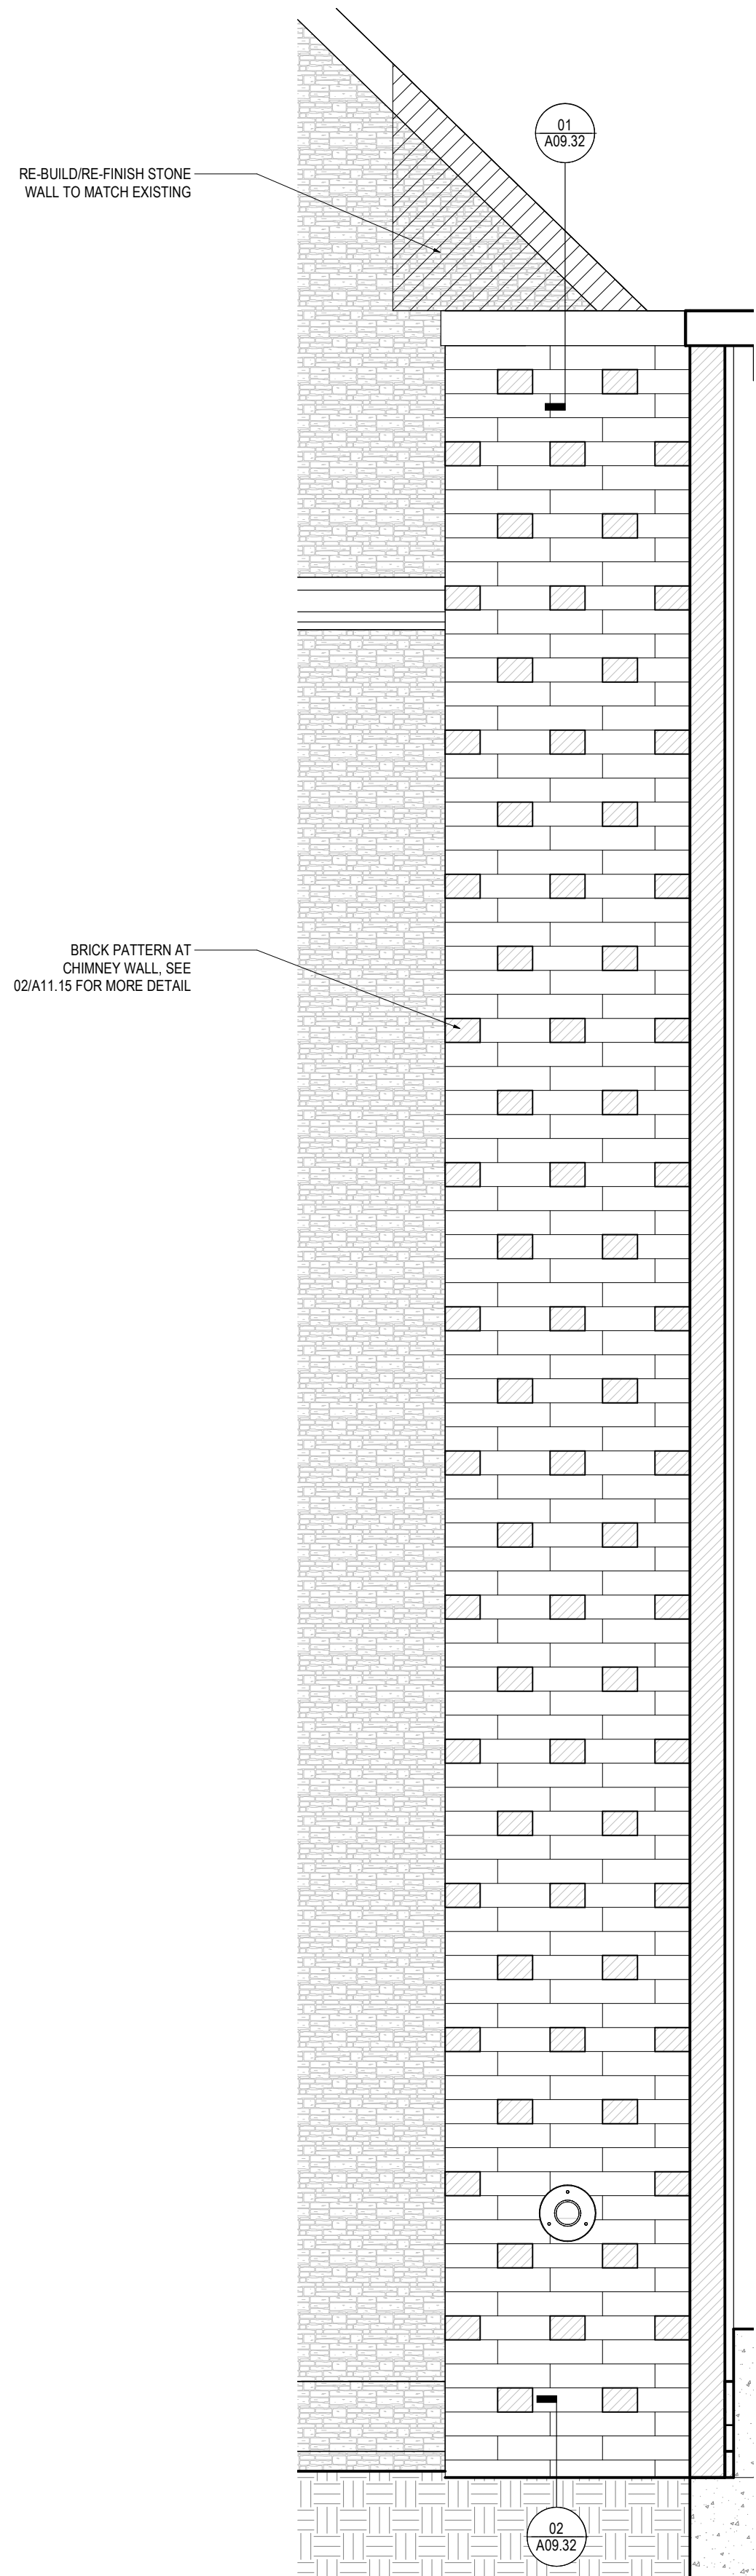 01
A09.32
RE-BUILD/RE-FINISH STONE
WALL TO MATCH EXISTING
BRICK PATTERN AT
CHIMNEY WALL, SEE
02/A11.15 FOR MORE DETAIL
02
A09.32